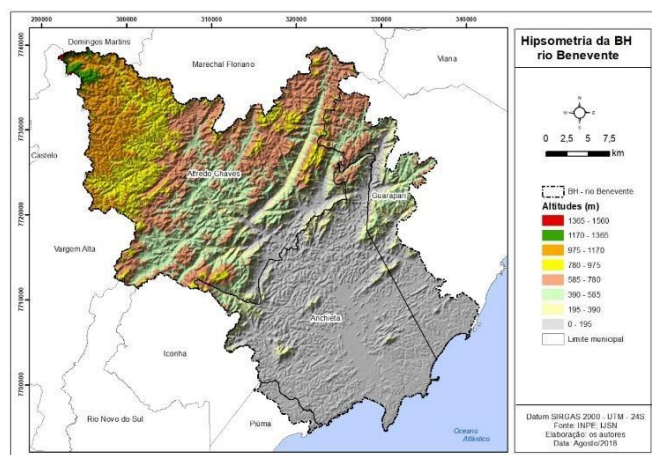 290000
300000
310000
320000
330000
340000
Domingos Martins
Marechal Floriano
Viana
Castelo
Alfredo Chaves
Guarapari
Vargem Alta
Anchieta
Iconha
Rio Novo do Sul
Piúma
Oceano
Atlântico
7740000
7730000
7720000
7710000
7700000
Hipsometria da BH
rio Benevente
N
W
E
S
0 2,5 5 7,5
km
BH - rio Benevente
Altitudes (m)
1365 - 1560
1170 - 1365
975 - 1170
780 - 975
585 - 780
390 - 585
195 - 390
0 - 195
Limite municipal
Datum SIRGAS 2000 - UTM - 24S
Fonte: INPE; IJSN
Elaboração: os autores
Data: Agosto/2018